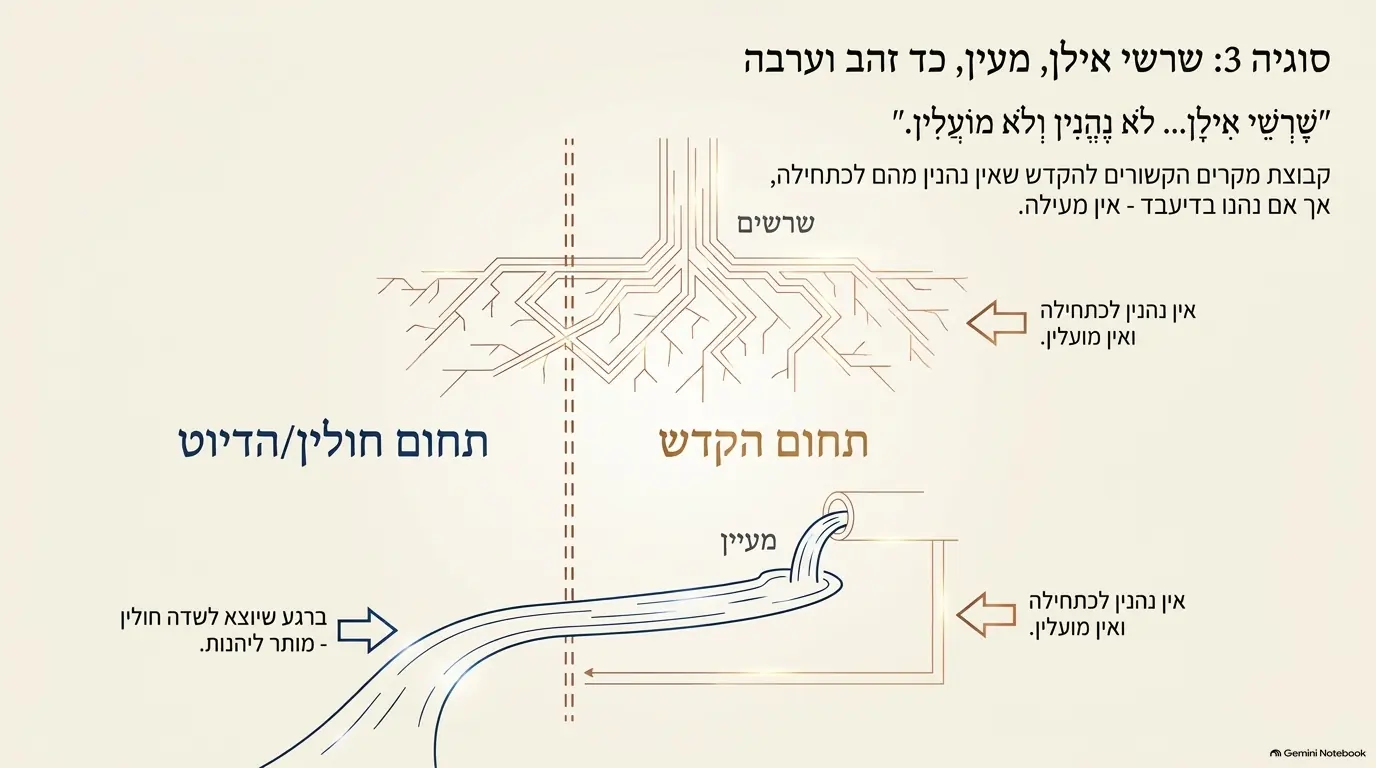 סוגיה 3: שרשי אילן, מעין, כד זהב וערבה
"שָׁרְשֵׁי אִילָן... לֹא נֶהֱנִין וְלֹא מוֹעֲלִין."
קבוצת מקרים הקשורים להקדש שאין נהנין מהם לכתחילה,
אך אם נהנו בדיעבד - אין מעילה.
שרשים
אין נהנין לכתחילה
ואין מועלין.
תחום הקדש
תחום חולין/הדיוט
מעיין
אין נהנין לכתחילה
ואין מועלין.
ברגע שיוצא לשדה חולין
- מותר ליהנות.
Gemini Notebook